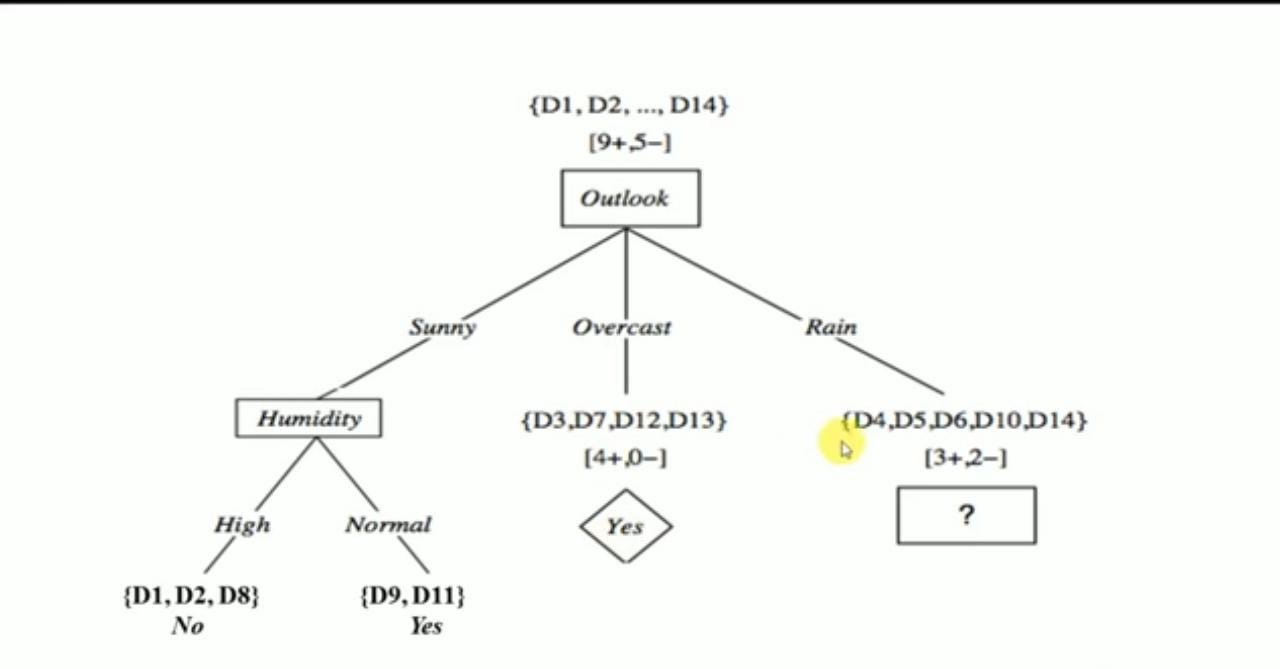 {D1, D2, ..., D14}
[9+,5−]
Outlook
Sunny
Overcast
Rain
Humidity
{D3,D7,D12,D13}
{D4,D5,D6,D10,D14}
[4+,0−]
[3+,2−]
High
Normal
Yes
?
{D1, D2, D8}
{D9, D11}
No
Yes